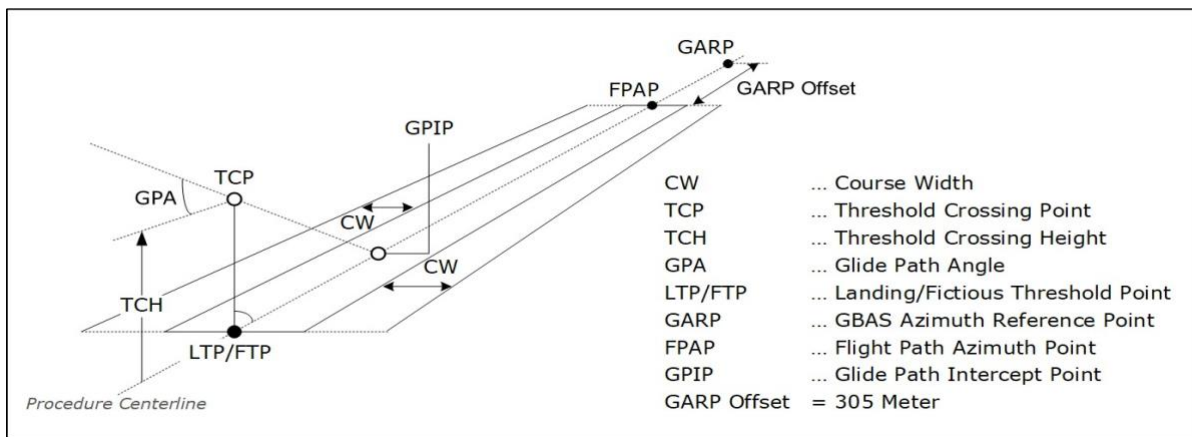 GARP
GARP Offset
FPAP
GPIP
TCP
GPA
CW
CW
TCH
LTP/FTP
Procedure Centerline
CW ... Course Width
TCP ... Threshold Crossing Point
TCH ... Threshold Crossing Height
GPA ... Glide Path Angle
LTP/FTP ... Landing/Fictious Threshold Point
GARP ... GBAS Azimuth Reference Point
FPAP ... Flight Path Azimuth Point
GPIP ... Glide Path Intercept Point
GARP Offset = 305 Meter